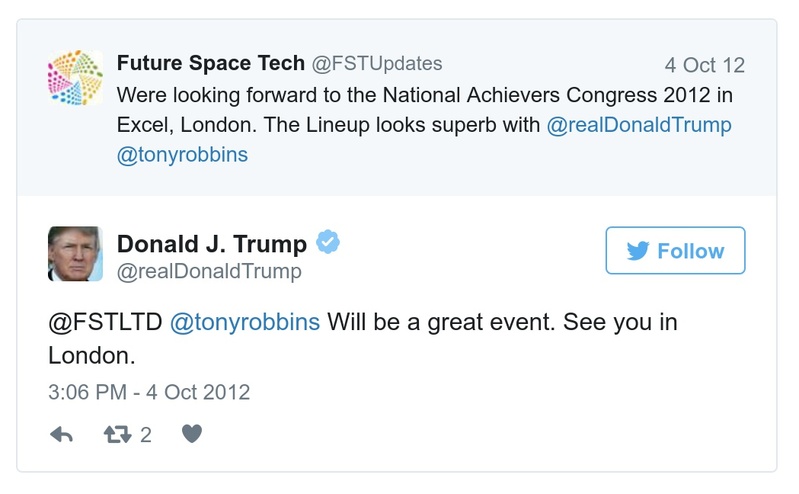 Future Space Tech @FSTUpdates 4 Oct 12
Were looking forward to the National Achievers Congress 2012 in
Excel, London. The Lineup looks superb with @realDonaldTrump
@tonyrobbins
Donald J. Trump
@realDonaldTrump
Follow
@FSTLTD @tonyrobbins Will be a great event. See you in
London.
3:06 PM - 4 Oct 2012
2